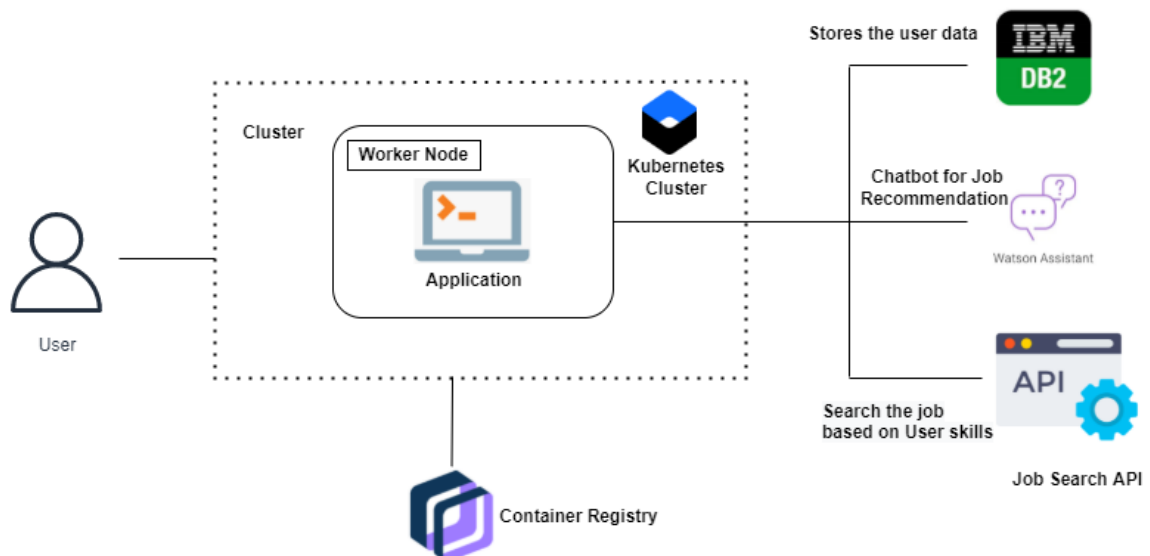 Stores the user data
IBM
DB2
Cluster
Worker Node
Kubernetes
Cluster
Application
Chatbot for Job
Recommendation
?
Watson Assistant
User
API
Search the job
based on User skills
Job Search API
Container Registry